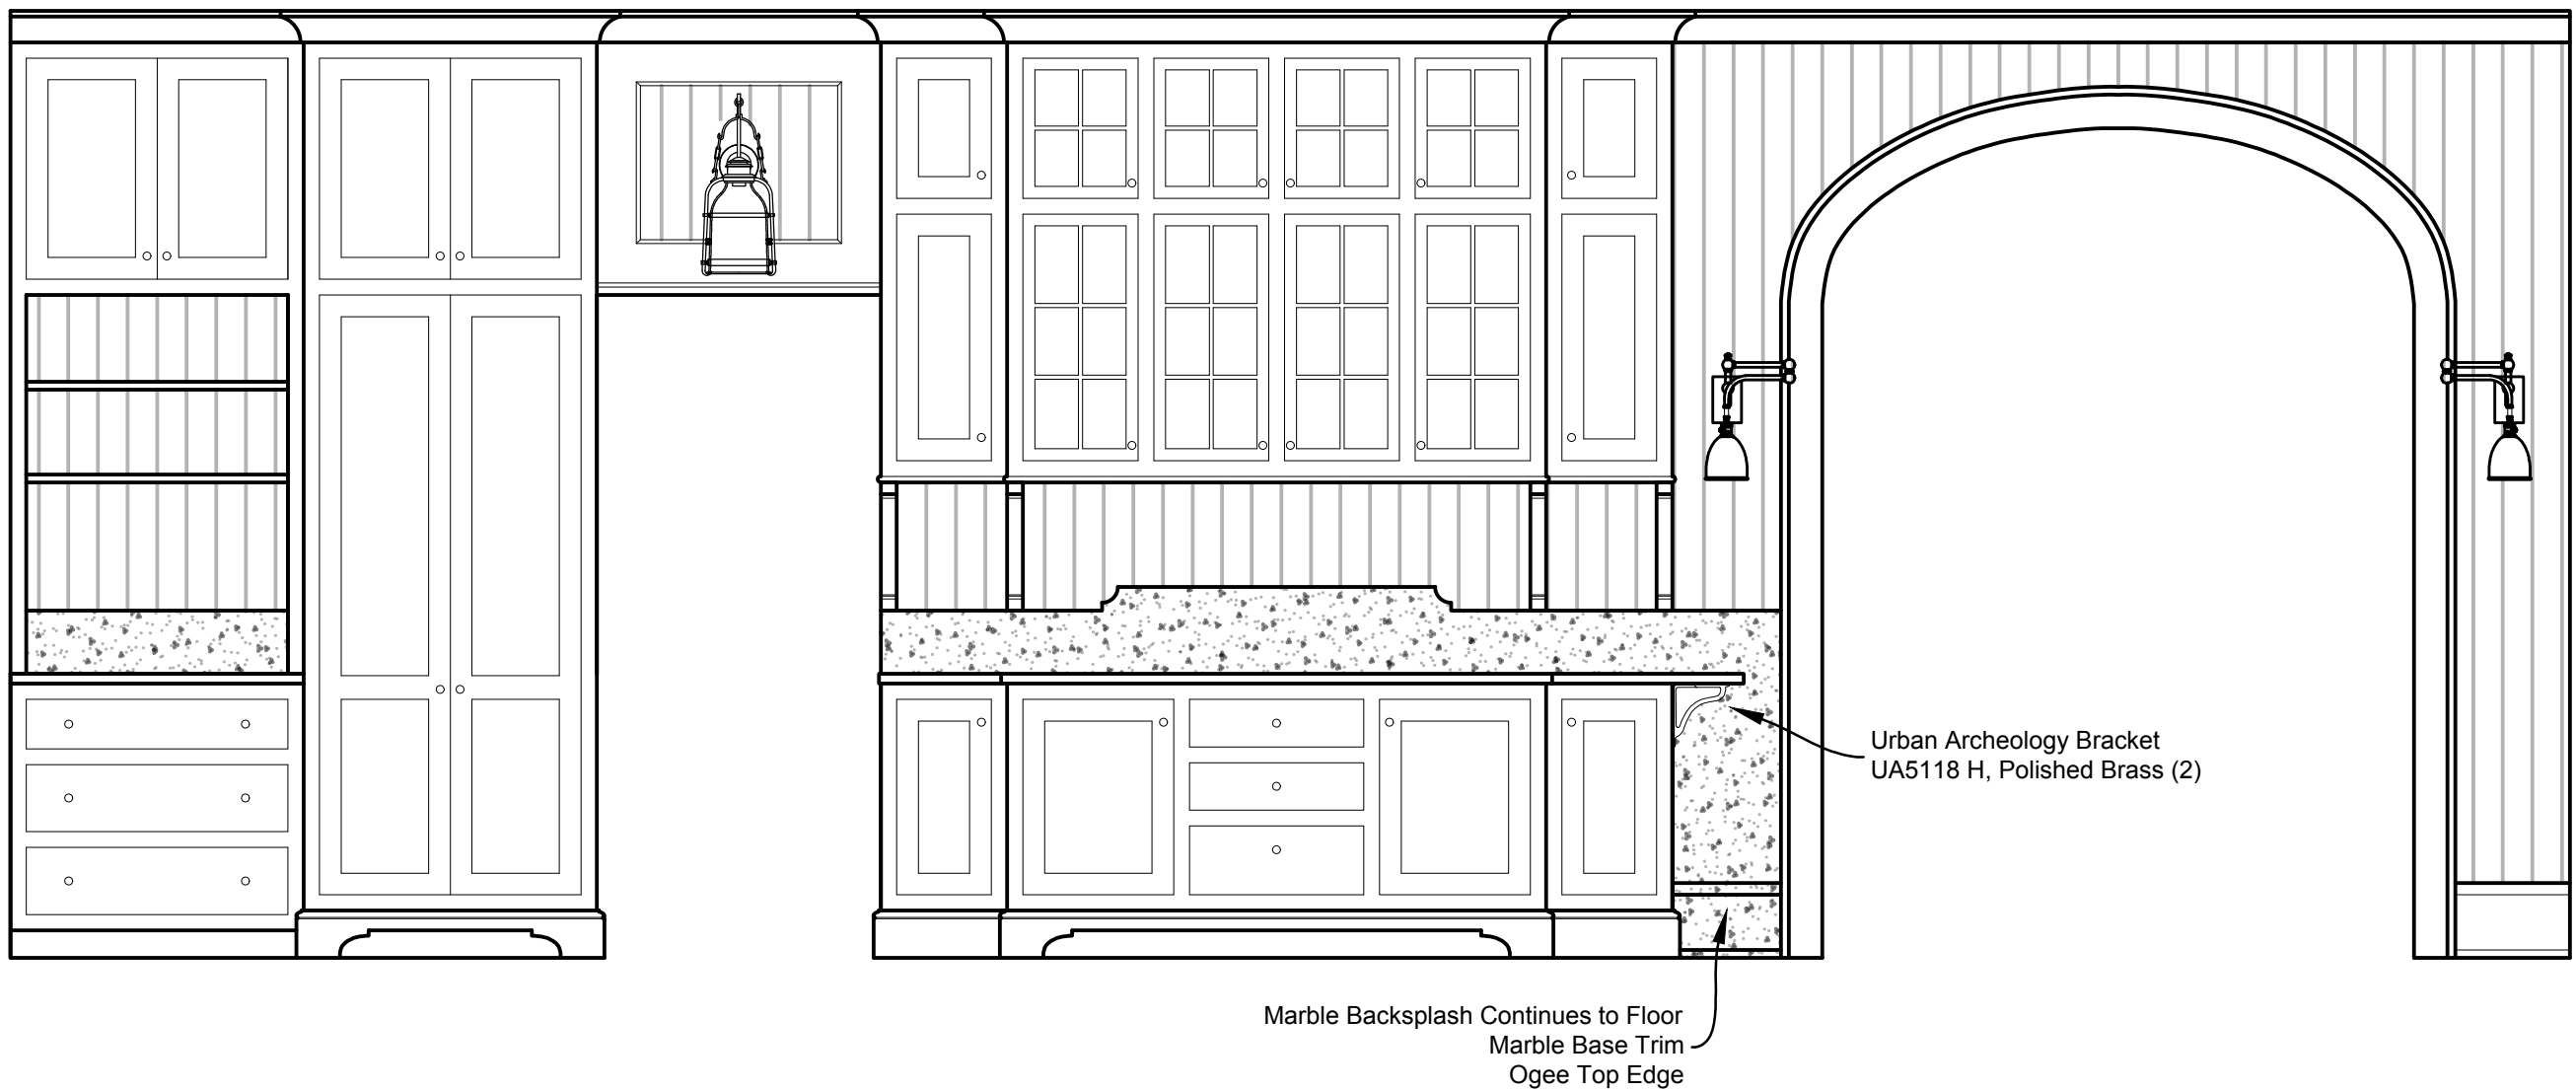 Urban Archeology Bracket
UA5118 H, Polished Brass (2)
Marble Backsplash Continues to Floor
Marble Base Trim
Ogee Top Edge